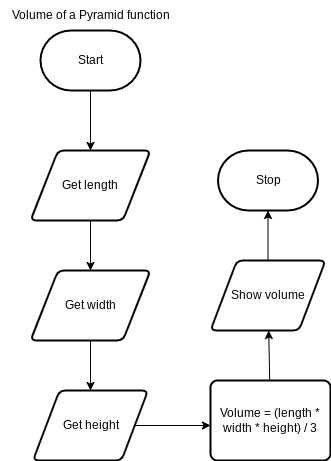 Volume of a Pyramid function
Start
Get length
Get width
Get height
Volume = (length *
width * height) / 3
Show volume
Stop